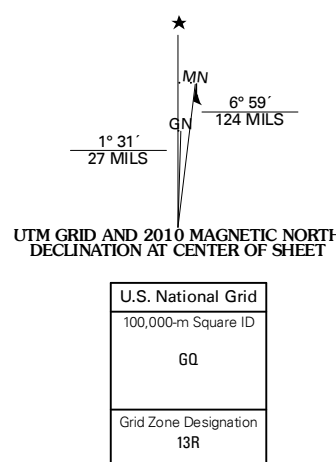 MN
6° 59´
124 MILS
GN
1° 31´
27 MILS
UTM GRID AND 2010 MAGNETIC NORTH
DECLINATION AT CENTER OF SHEET
U.S. National Grid
100,000-m Square ID
GQ
Grid Zone Designation
13R